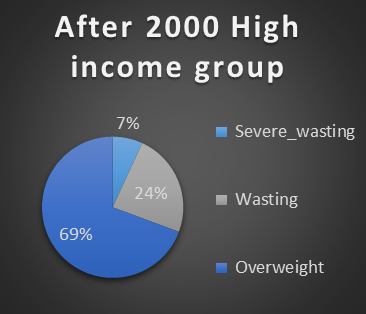 After 2000 High
income group
7%
Severe_wasting
24%
Wasting
69%
Overweight